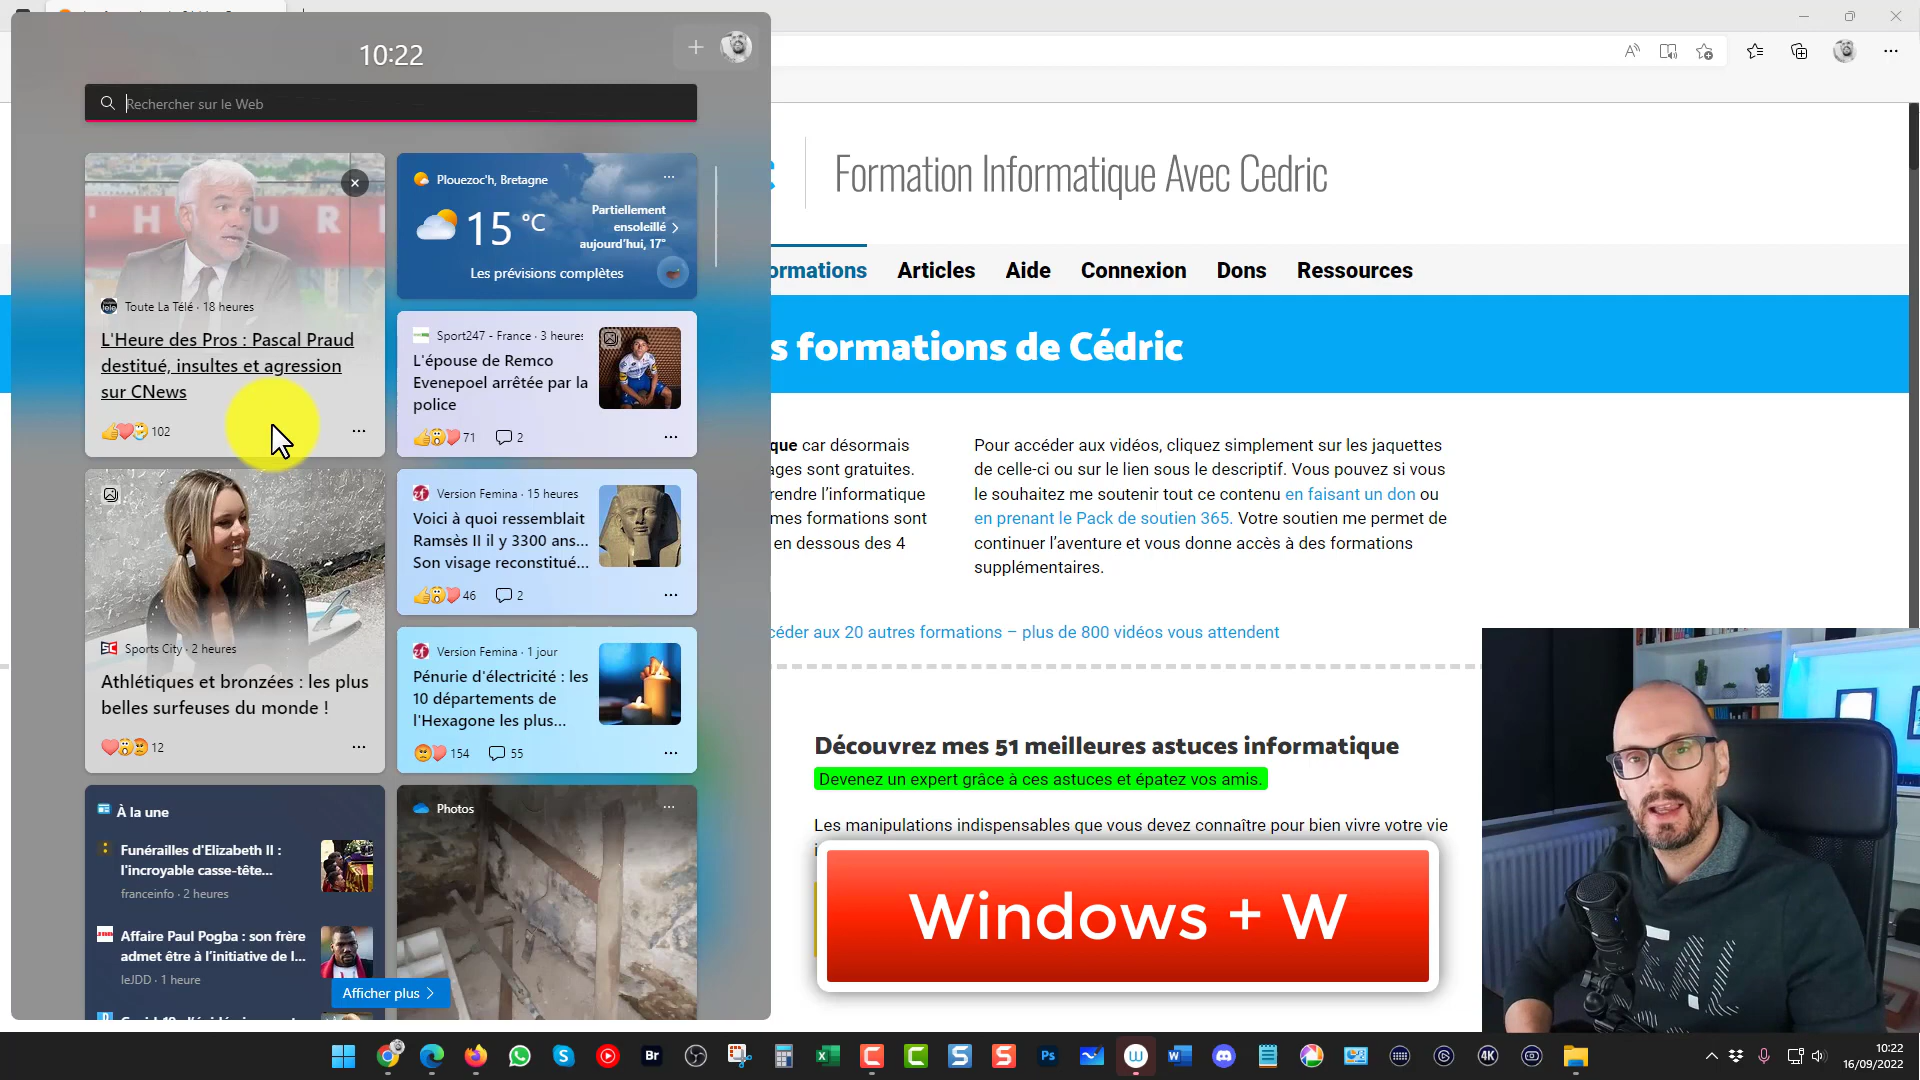 10:22
Rechercher sur le Web
Toute La Télé · 18 heures
L'Heure des Pros : Pascal Praud
destitué, insultes et agression
sur CNews
102
Plouezoc'h, Bretagne
15 °C
Partiellement
ensoleillé
aujourd'hui, 17°
Les prévisions complètes
Sport247 - France · 3 heures
L'épouse de Remco
Evenepoel arrêtée par la
police
71
2
Sports City · 2 heures
Athlétiques et bronzées : les plus
belles surfeuses du monde !
12
Version Femina · 15 heures
Voici à quoi ressemblait
Ramsès II il y 3300 ans...
Son visage reconstitué...
46
2
Version Femina · 1 jour
Pénurie d'électricité : les
10 départements de
l'Hexagone les plus...
154
55
À la une
Funérailles d'Elizabeth II :
l'incroyable casse-tête...
franceinfo · 2 heures
Affaire Paul Pogba : son frère
admet être à l'initiative de l...
leJDD · 1 heure
Afficher plus
Photos
Formation Informatique Avec Cedric
ormations
Articles
Aide
Connexion
Dons
Ressources
s formations de Cédric
que car désormais
ages sont gratuites.
rendre l'informatique
mes formations sont
en dessous des 4
Pour accéder aux vidéos, cliquez simplement sur les jaquettes
de celle-ci ou sur le lien sous le descriptif. Vous pouvez si vous
le souhaitez me soutenir tout ce contenu en faisant un don ou
en prenant le Pack de soutien 365. Votre soutien me permet de
continuer l'aventure et vous donne accès à des formations
supplémentaires.
céder aux 20 autres formations – plus de 800 vidéos vous attendent
Découvrez mes 51 meilleures astuces informatique
Devenez un expert grâce à ces astuces et épatez vos amis.
Les manipulations indispensables que vous devez connaître pour bien vivre votre vie
Windows + W
Br
Ps
4K
10:22
16/09/2022